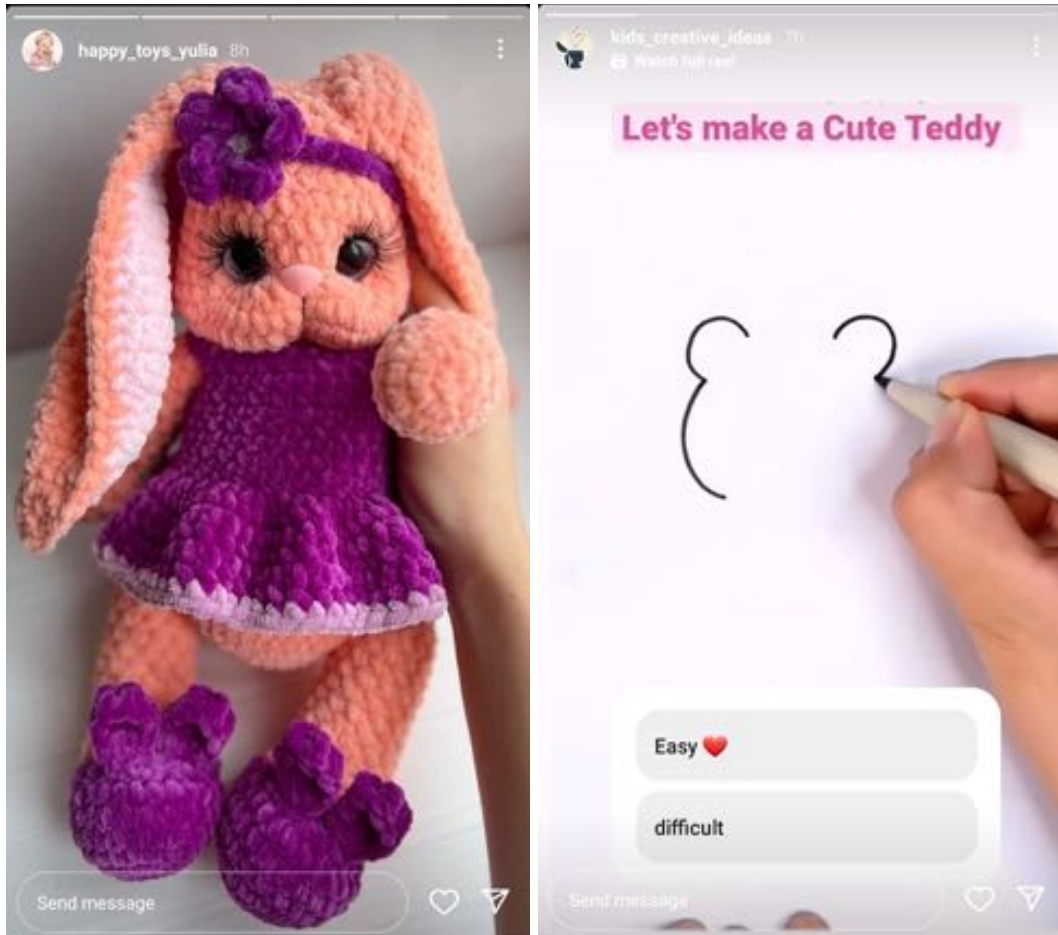 happy_toys_yulia 8h
Send message
kids_creative_ideas 7h
Watch full reel
Let's make a Cute Teddy
Easy ❤️
difficult
Send message